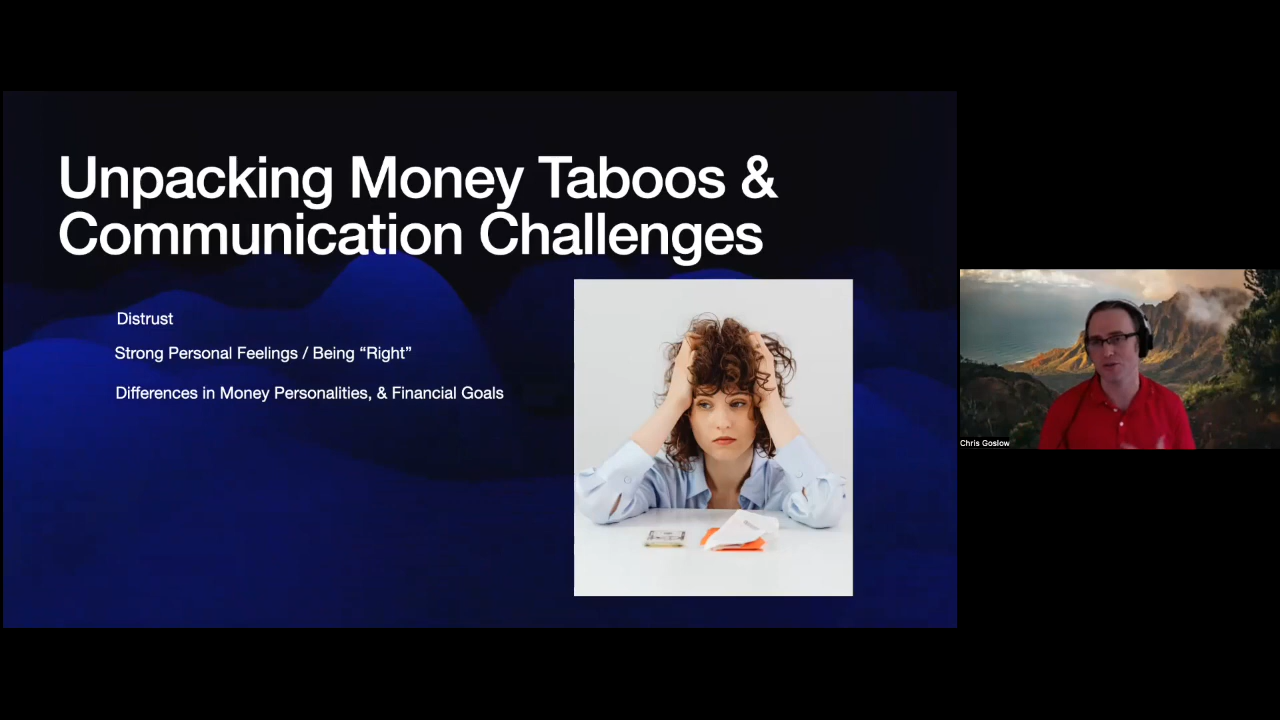 Unpacking Money Taboos &
Communication Challenges
Distrust
Strong Personal Feelings / Being “Right”
Differences in Money Personalities, & Financial Goals
Chris Goslow